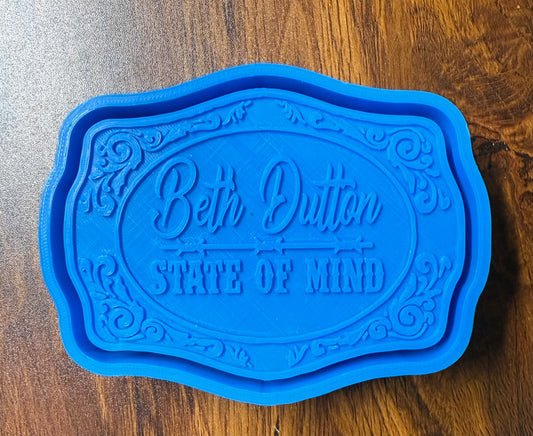 Beth Dutton
STATE OF MIND